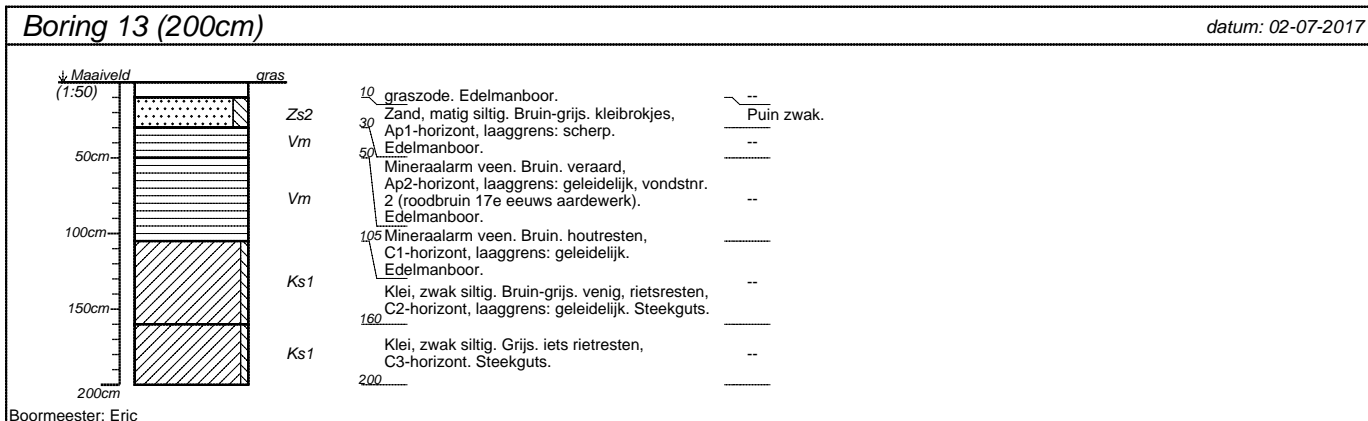 Boring 13 (200cm)
datum: 02-07-2017
Maaiveld
gras
(1:50)
10 graszode. Edelmanboor.
--
Zs2
Zand, matig siltig. Bruin-grijs. kleibrokjes,
Puin zwak.
30
Ap1-horizont, laaggrens: scherp.
Vm
Edelmanboor.
--
50cm
50
Mineraalarm veen. Bruin. veraard,
Ap2-horizont, laaggrens: geleidelijk, vondstnr.
Vm
2 (roodbruin 17e eeuws aardewerk).
--
Edelmanboor.
100cm
105 Mineraalarm veen. Bruin. houtresten,
C1-horizont, laaggrens: geleidelijk.
Edelmanboor.
Ks1
--
Klei, zwak siltig. Bruin-grijs. venig, rietsresten,
150cm
C2-horizont, laaggrens: geleidelijk. Steekguts.
160
Klei, zwak siltig. Grijs. iets rietresten,
Ks1
--
C3-horizont. Steekguts.
200
200cm
Boormeester: Eric